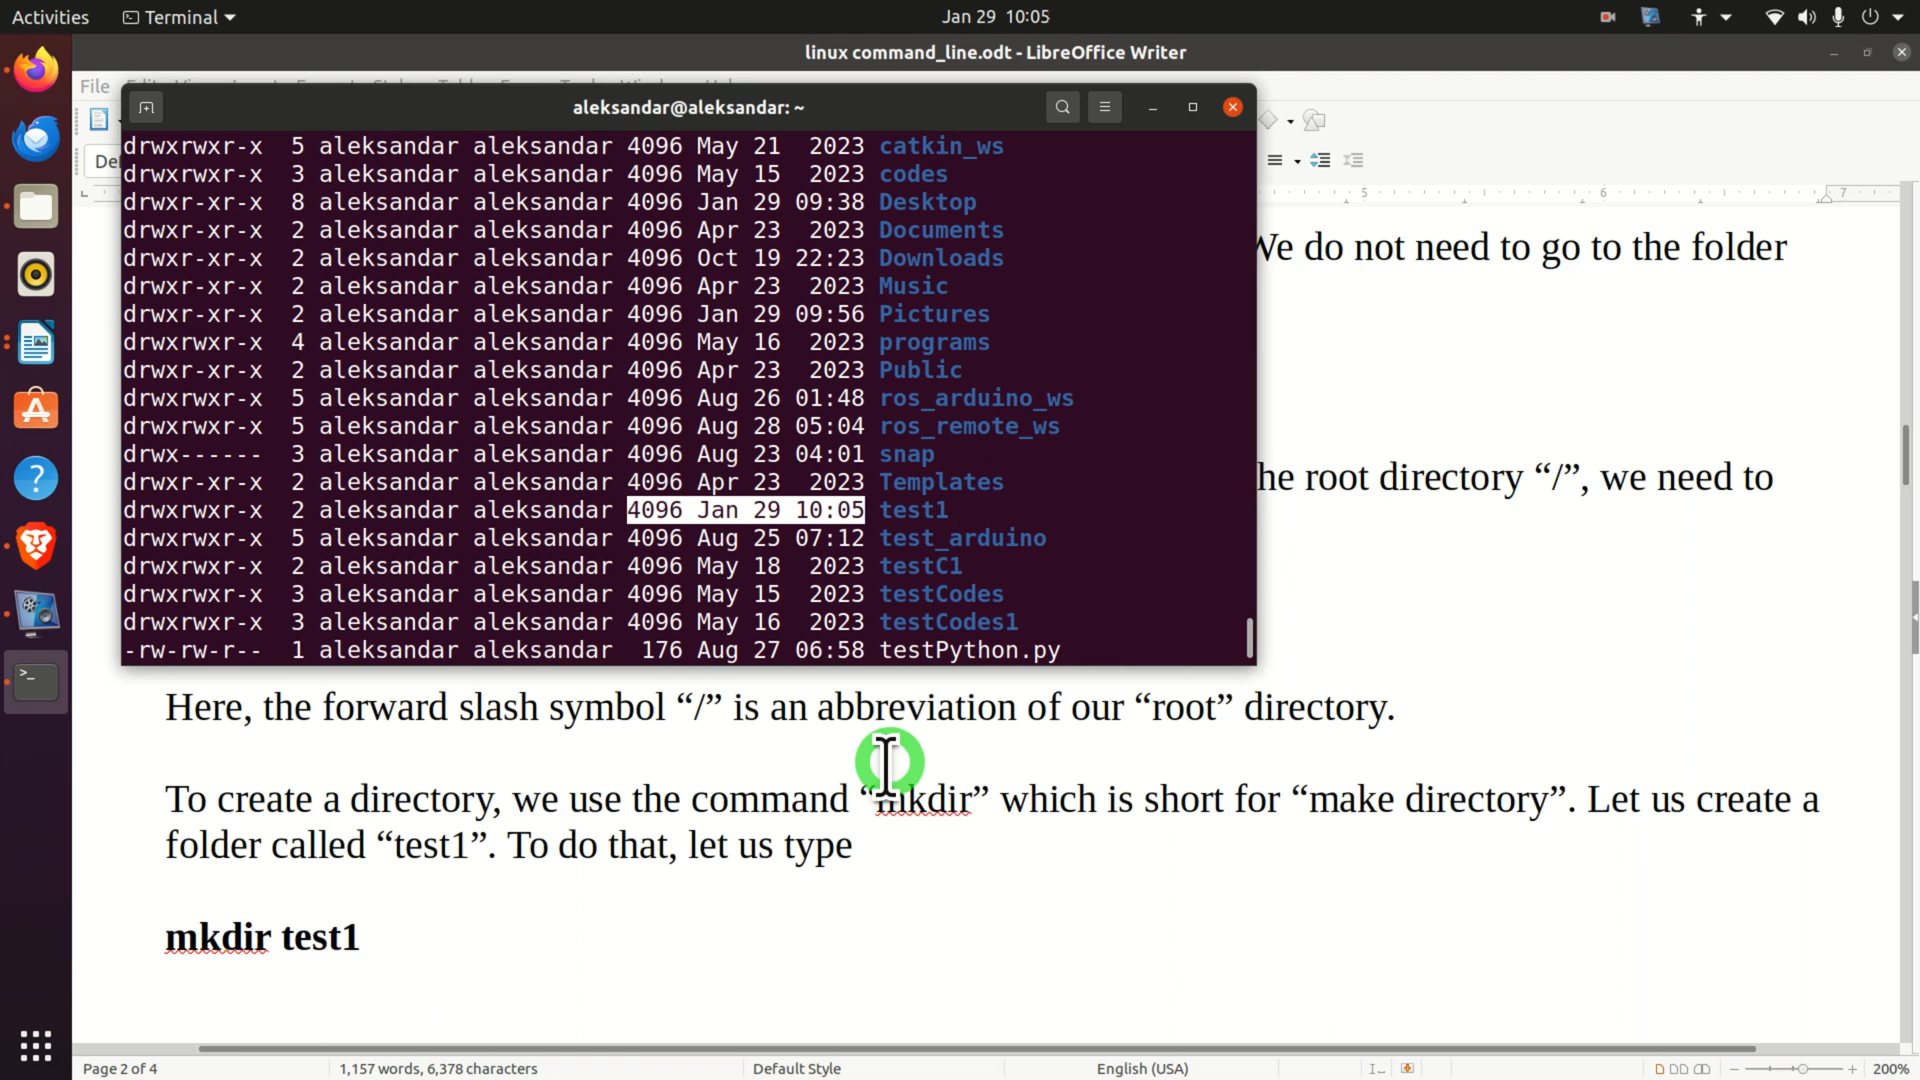 Activities Terminal Jan 29 10:05
linux command_line.odt - LibreOffice Writer
File
aleksandar@aleksandar: ~
drwxrwxr-x 5 aleksandar aleksandar 4096 May 21 2023 catkin_ws
drwxrwxr-x 3 aleksandar aleksandar 4096 May 15 2023 codes
drwxr-xr-x 8 aleksandar aleksandar 4096 Jan 29 09:38 Desktop
drwxr-xr-x 2 aleksandar aleksandar 4096 Apr 23 2023 Documents
drwxr-xr-x 2 aleksandar aleksandar 4096 Oct 19 22:23 Downloads
drwxr-xr-x 2 aleksandar aleksandar 4096 Apr 23 2023 Music
drwxr-xr-x 2 aleksandar aleksandar 4096 Jan 29 09:56 Pictures
drwxrwxr-x 4 aleksandar aleksandar 4096 May 16 2023 programs
drwxr-xr-x 2 aleksandar aleksandar 4096 Apr 23 2023 Public
drwxrwxr-x 5 aleksandar aleksandar 4096 Aug 26 01:48 ros_arduino_ws
drwxrwxr-x 5 aleksandar aleksandar 4096 Aug 28 05:04 ros_remote_ws
drwx------ 3 aleksandar aleksandar 4096 Aug 23 04:01 snap
drwxr-xr-x 2 aleksandar aleksandar 4096 Apr 23 2023 Templates
drwxrwxr-x 2 aleksandar aleksandar 4096 Jan 29 10:05 test1
drwxrwxr-x 5 aleksandar aleksandar 4096 Aug 25 07:12 test_arduino
drwxrwxr-x 2 aleksandar aleksandar 4096 May 18 2023 testC1
drwxrwxr-x 3 aleksandar aleksandar 4096 May 15 2023 testCodes
drwxrwxr-x 3 aleksandar aleksandar 4096 May 16 2023 testCodes1
-rw-rw-r-- 1 aleksandar aleksandar 176 Aug 27 06:58 testPython.py
De
5 6 7
We do not need to go to the folder
he root directory “/”, we need to
Here, the forward slash symbol “/” is an abbreviation of our “root” directory.
To create a directory, we use the command “mkdir” which is short for “make directory”. Let us create a
folder called “test1”. To do that, let us type
mkdir test1
Page 2 of 4 1,157 words, 6,378 characters Default Style English (USA) 200%